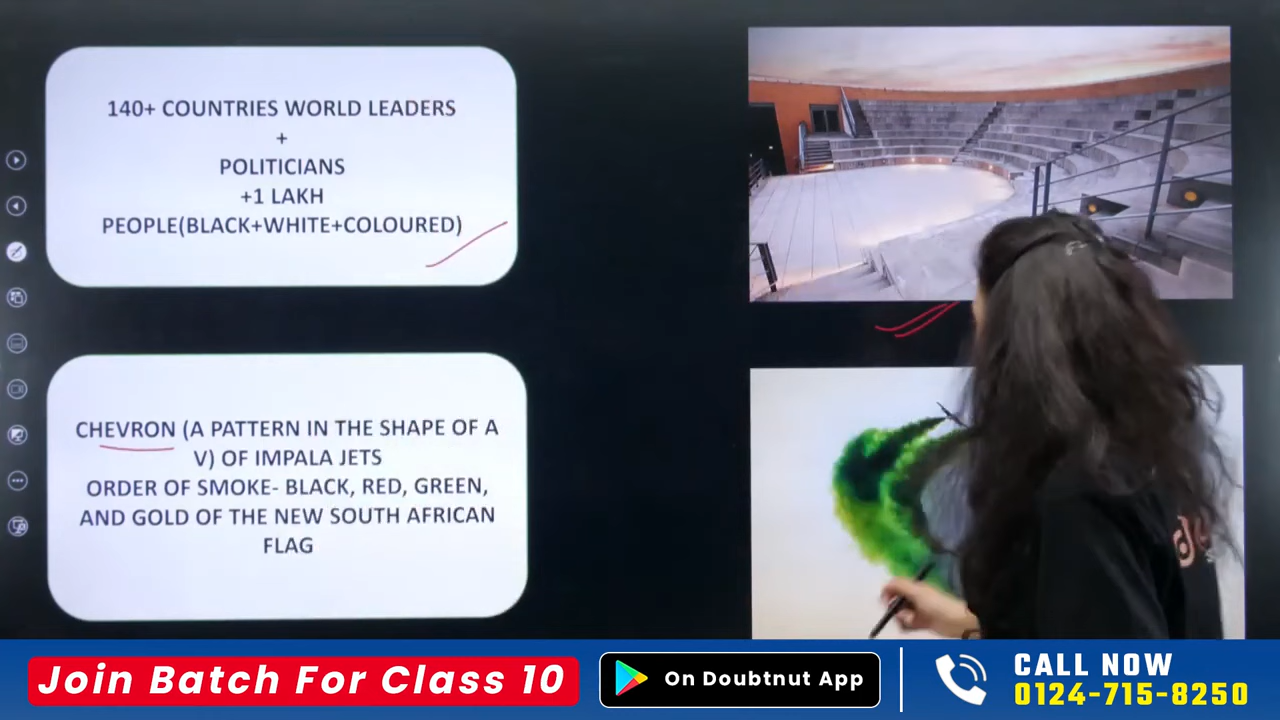 140+ COUNTRIES WORLD LEADERS
+
POLITICIANS
+1 LAKH
PEOPLE(BLACK+WHITE+COLOURED)
CHEVRON (A PATTERN IN THE SHAPE OF A
V) OF IMPALA JETS
ORDER OF SMOKE- BLACK, RED, GREEN,
AND GOLD OF THE NEW SOUTH AFRICAN
FLAG
Join Batch For Class 10
On Doubtnut App
CALL NOW
0124-715-8250